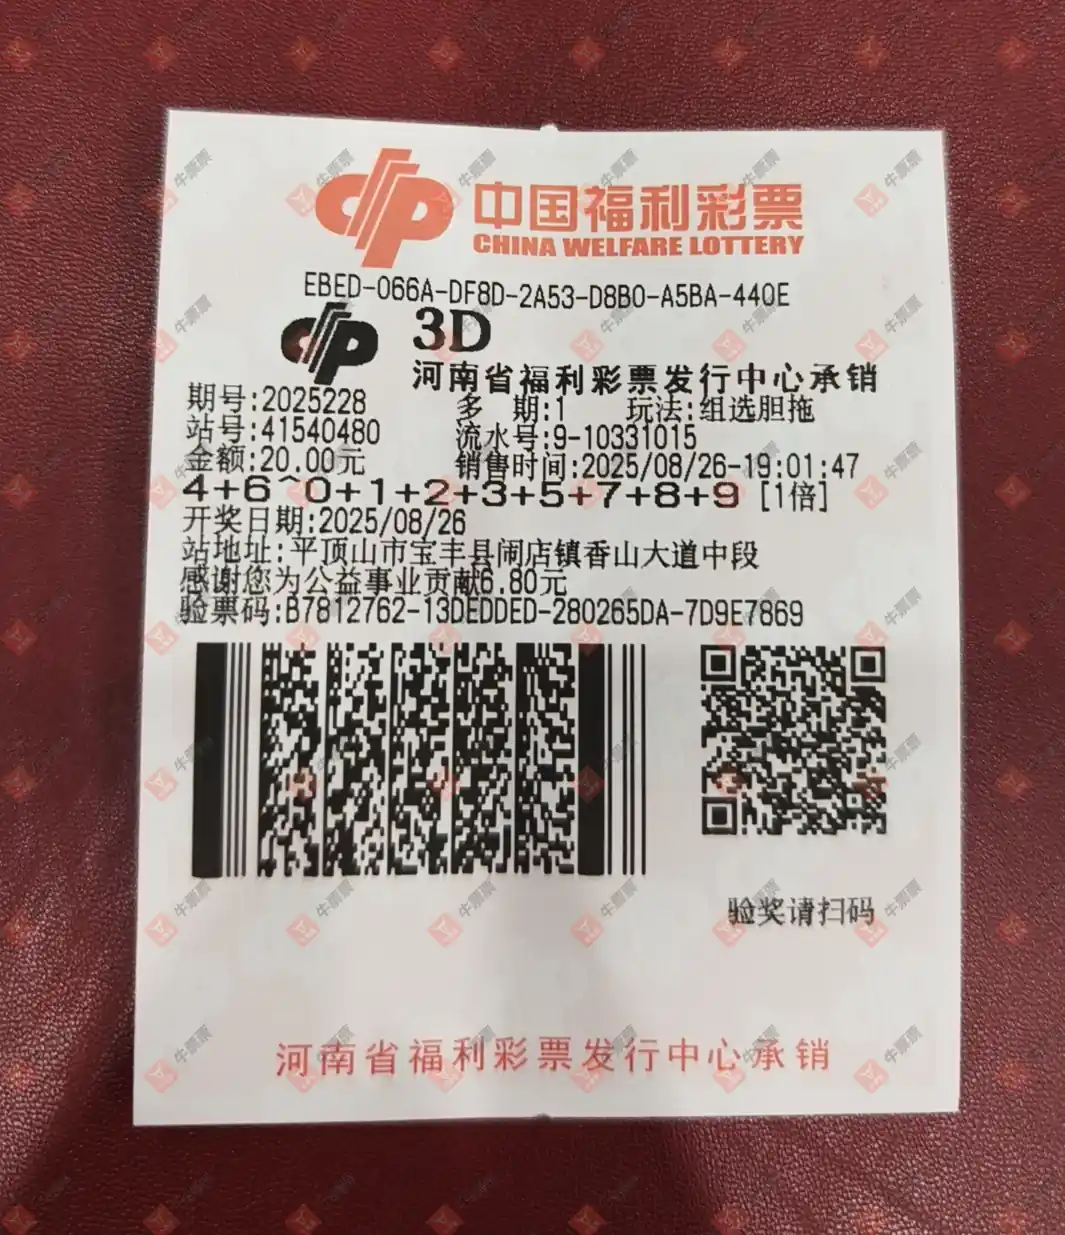 中国福利彩票
CHINA WELFARE LOTTERY
EBED-066A-DF8D-2A53-D8B0-A5BA-440E
3D
河南省福利彩票发行中心承销
期号:2025228 多 期:1 玩法:组选胆拖
站号:41540480 流水号:9-10331015
金额:20.00元 销售时间:2025/08/26-19:01:47
4+6^0+1+2+3+5+7+8+9 [1倍]
开奖日期:2025/08/26
站地址:平顶山市宝丰县闹店镇香山大道中段
感谢您为公益事业贡献6.80元
验票码:B7812762-13DEDDED-280265DA-7D9E7869
验奖请扫码
河南省福利彩票发行中心承销
牛票票